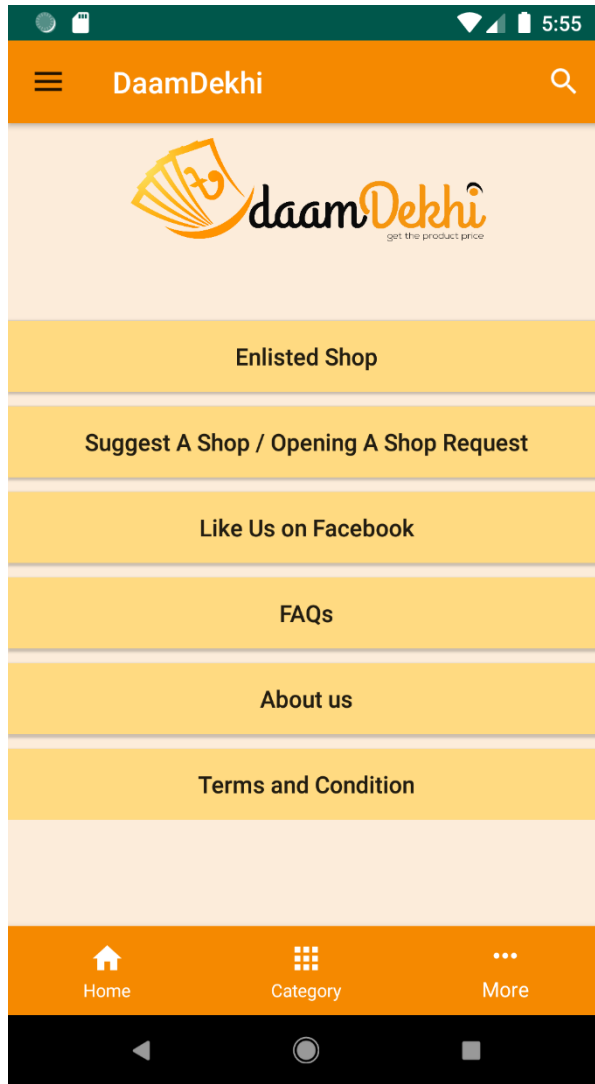 5:55
DaamDekhi
৳
daamDekhi
get the product price
Enlisted Shop
Suggest A Shop / Opening A Shop Request
Like Us on Facebook
FAQs
About us
Terms and Condition
Home
Category
More